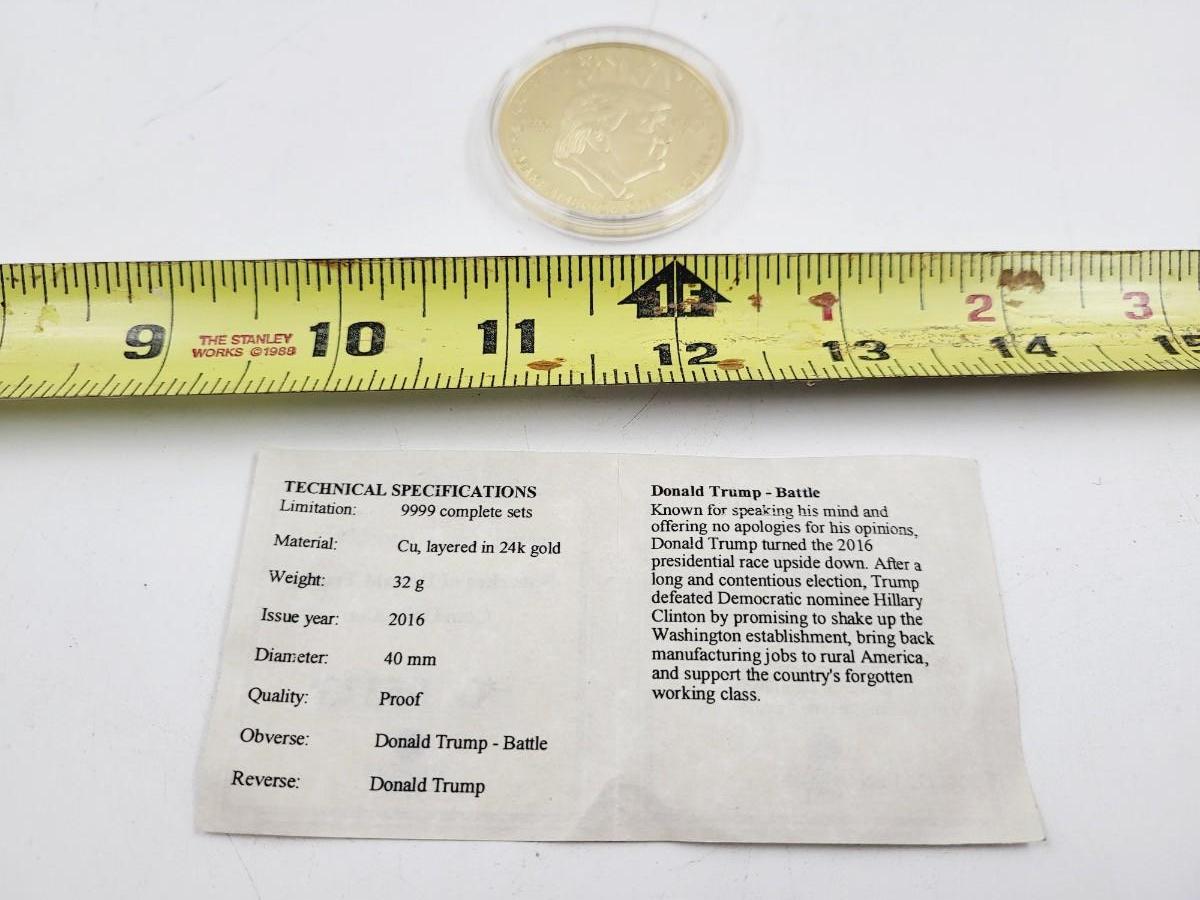 9
THE STANLEY
WORKS ©1988
10
11
1F
12
1
13
2
14
3
15
TECHNICAL SPECIFICATIONS
Limitation: 9999 complete sets
Material: Cu, layered in 24k gold
Weight: 32 g
Issue year: 2016
Diameter: 40 mm
Quality: Proof
Obverse: Donald Trump - Battle
Reverse: Donald Trump
Donald Trump - Battle
Known for speaking his mind and
offering no apologies for his opinions,
Donald Trump turned the 2016
presidential race upside down. After a
long and contentious election, Trump
defeated Democratic nominee Hillary
Clinton by promising to shake up the
Washington establishment, bring back
manufacturing jobs to rural America,
and support the country's forgotten
working class.